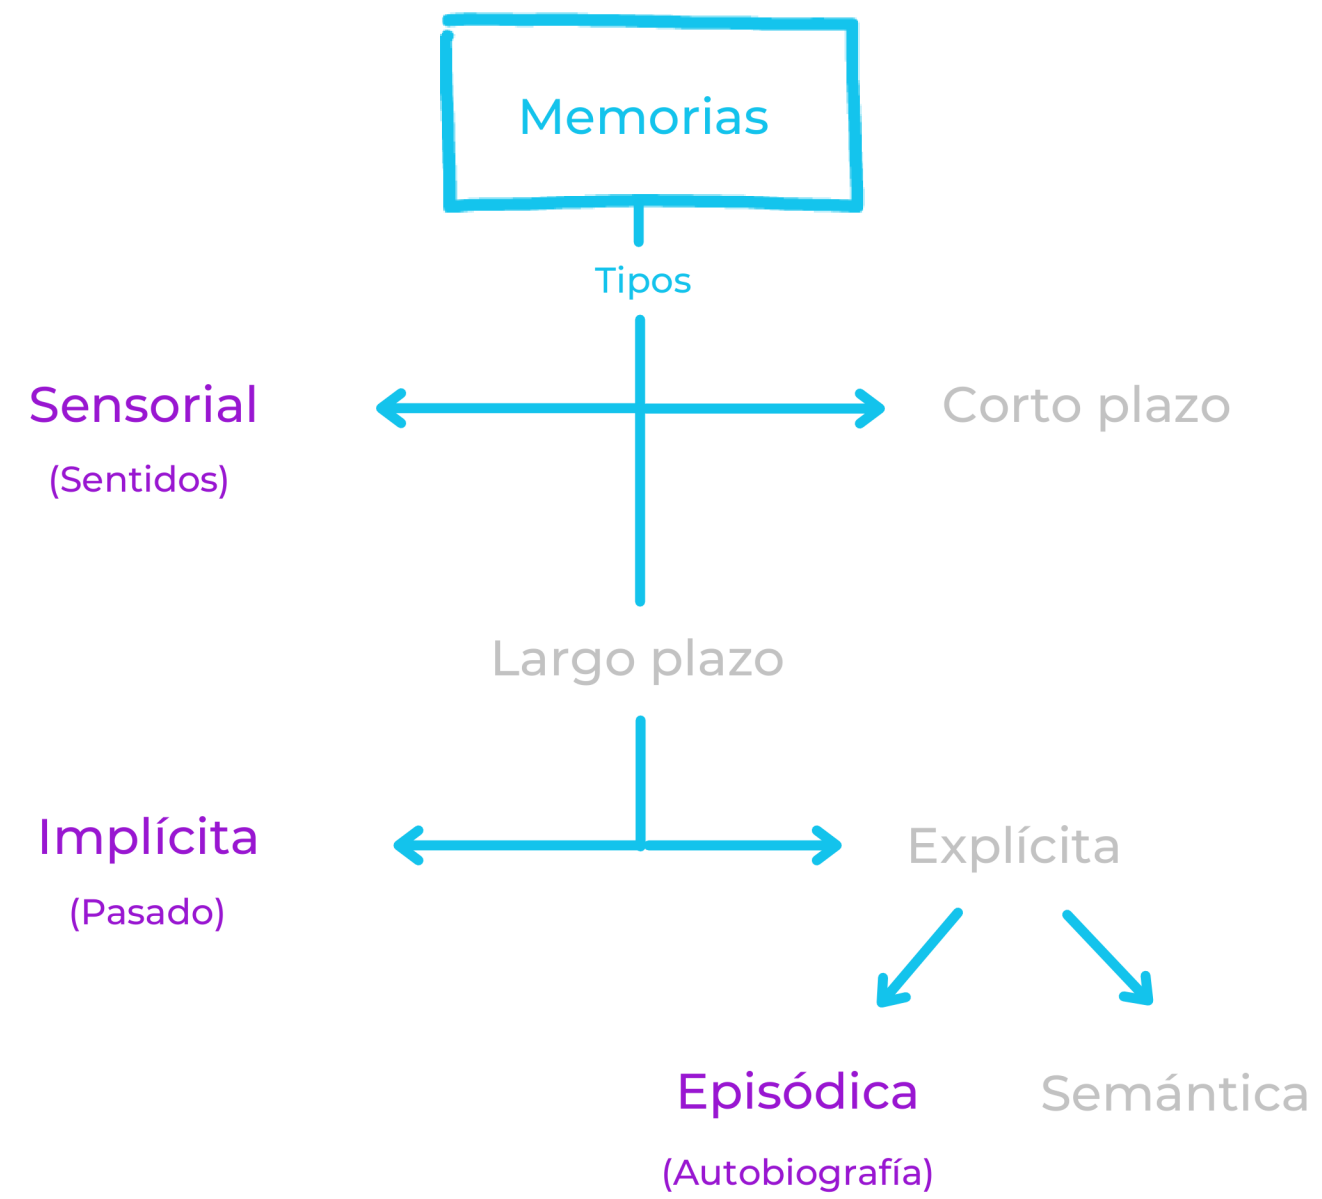 Memorias
Tipos
Sensorial
(Sentidos)
Corto plazo
Largo plazo
Implícita
(Pasado)
Explícita
Episódica
(Autobiografía)
Semántica